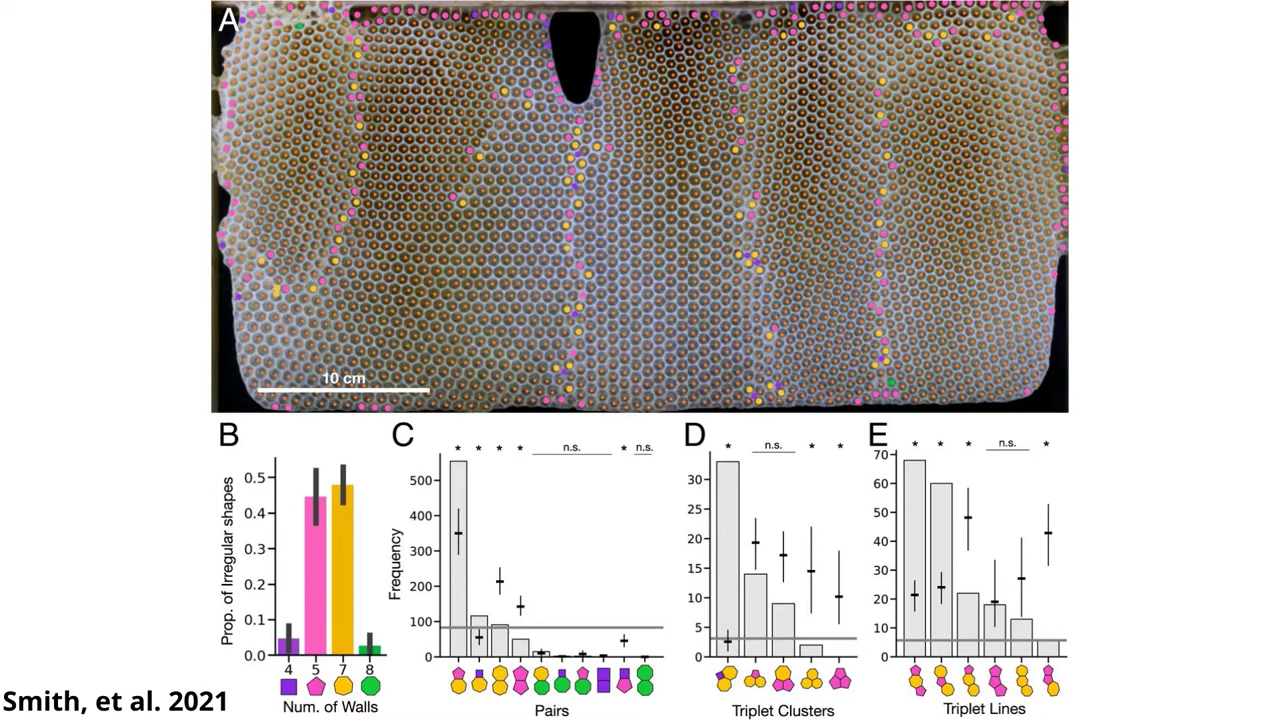 A
10 cm
B
Prop. of Irregular shapes
0.5
0.4
0.3
0.2
0.1
0.0
4 5 7 8
Num. of Walls
C
* * * * n.s. * n.s.
Frequency
500
400
300
200
100
0
Pairs
D
* n.s. * *
30
25
20
15
10
5
0
Triplet Clusters
E
* * * n.s. *
70
60
50
40
30
20
10
0
Triplet Lines
Smith, et al. 2021